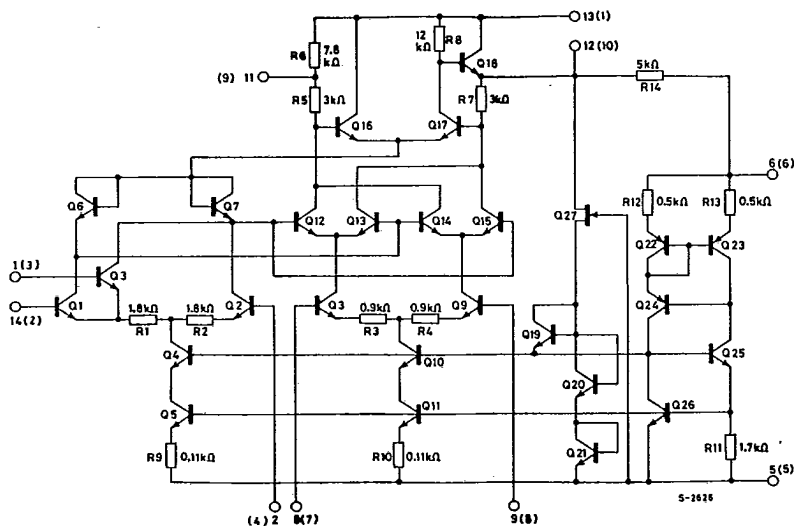 13(1)
12
kΩ
R8
12(10)
R6
7.8
kΩ
Q18
5kΩ
R14
(9) 11
R5
3kΩ
R7
3kΩ
Q16
Q17
6(6)
R12
0.5kΩ
R13
0.5kΩ
Q6
Q7
Q27
Q12
Q13
Q14
Q15
Q22
Q23
1(3)
Q3
14(2)
Q1
1.8kΩ
R1
1.8kΩ
R2
Q2
Q3
0.9kΩ
R3
0.9kΩ
R4
Q9
Q24
Q19
Q4
Q10
Q25
Q20
Q5
Q11
Q26
R9
0.11kΩ
R10
0.11kΩ
Q21
R11
1.7kΩ
5(5)
S-2626
(4) 2
8(7)
9(8)